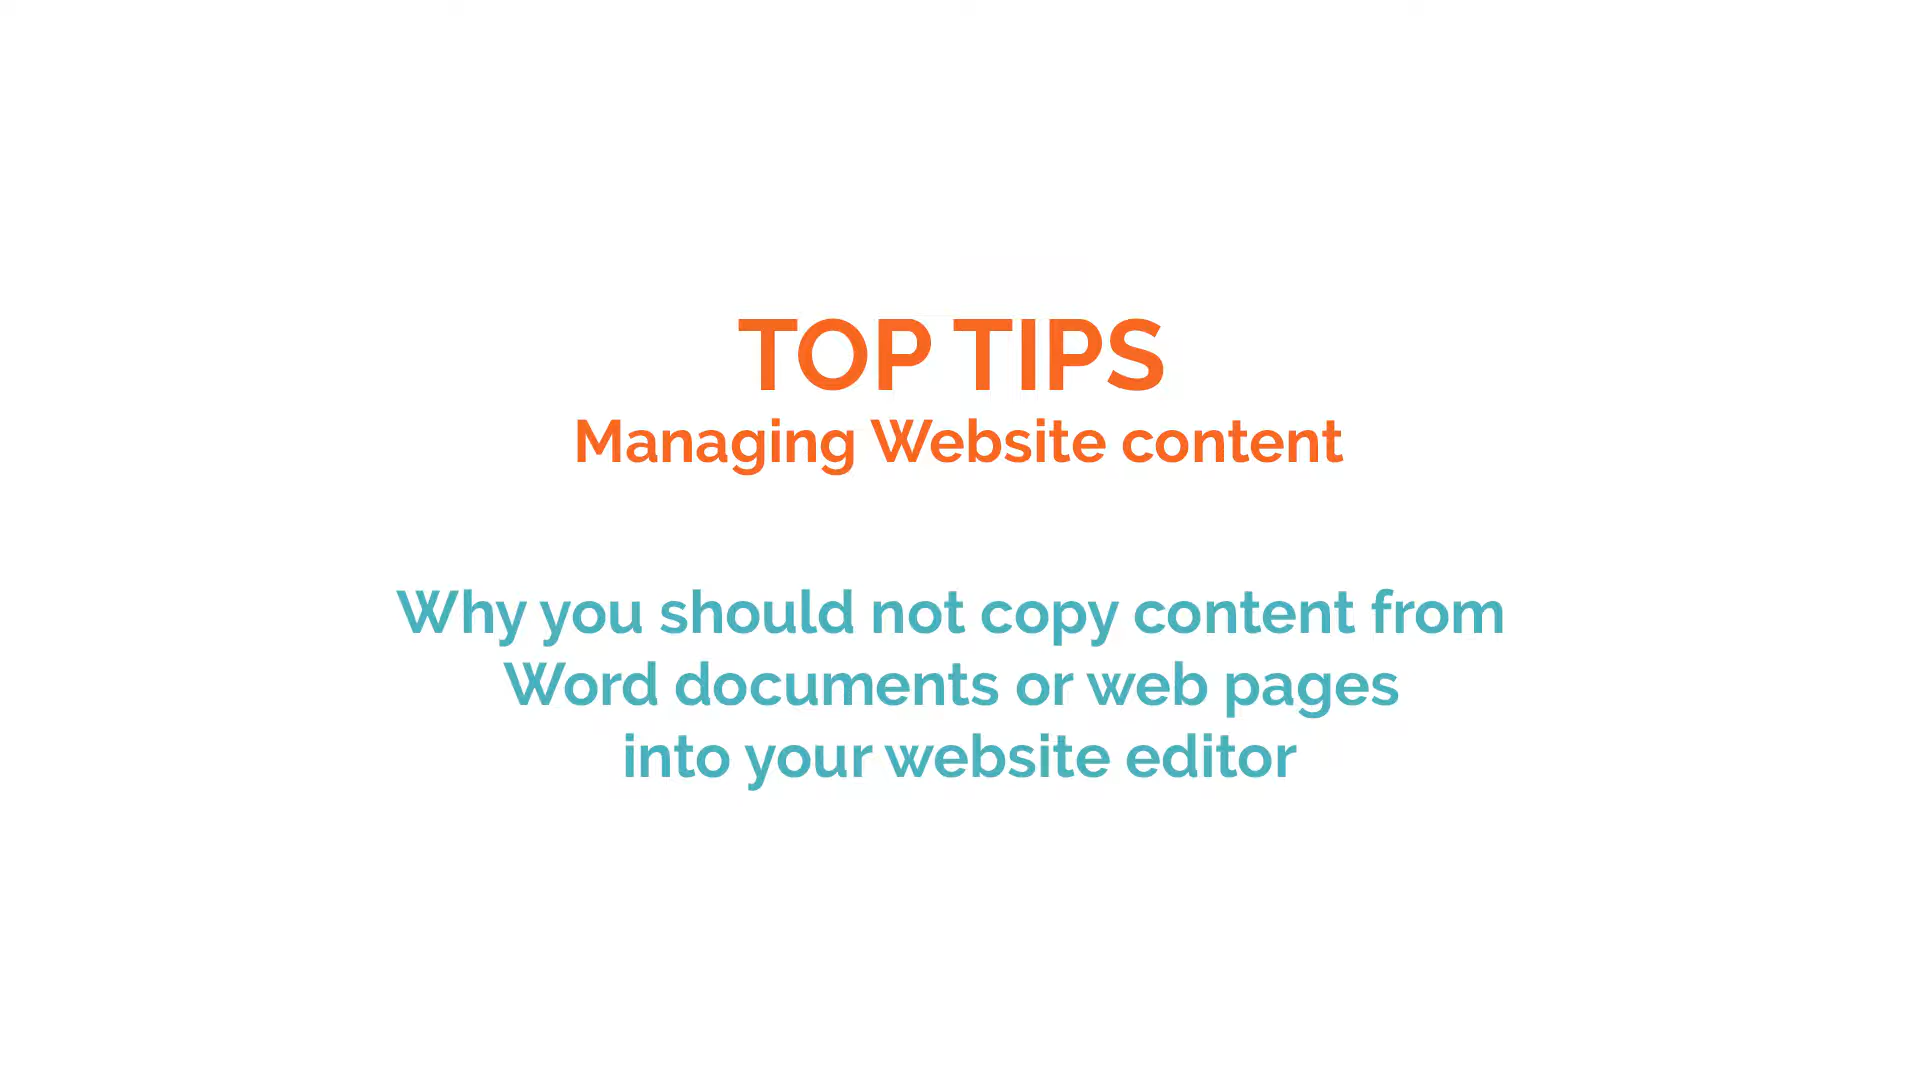 TOP TIPS
Managing Website content
Why you should not copy content from
Word documents or web pages
into your website editor